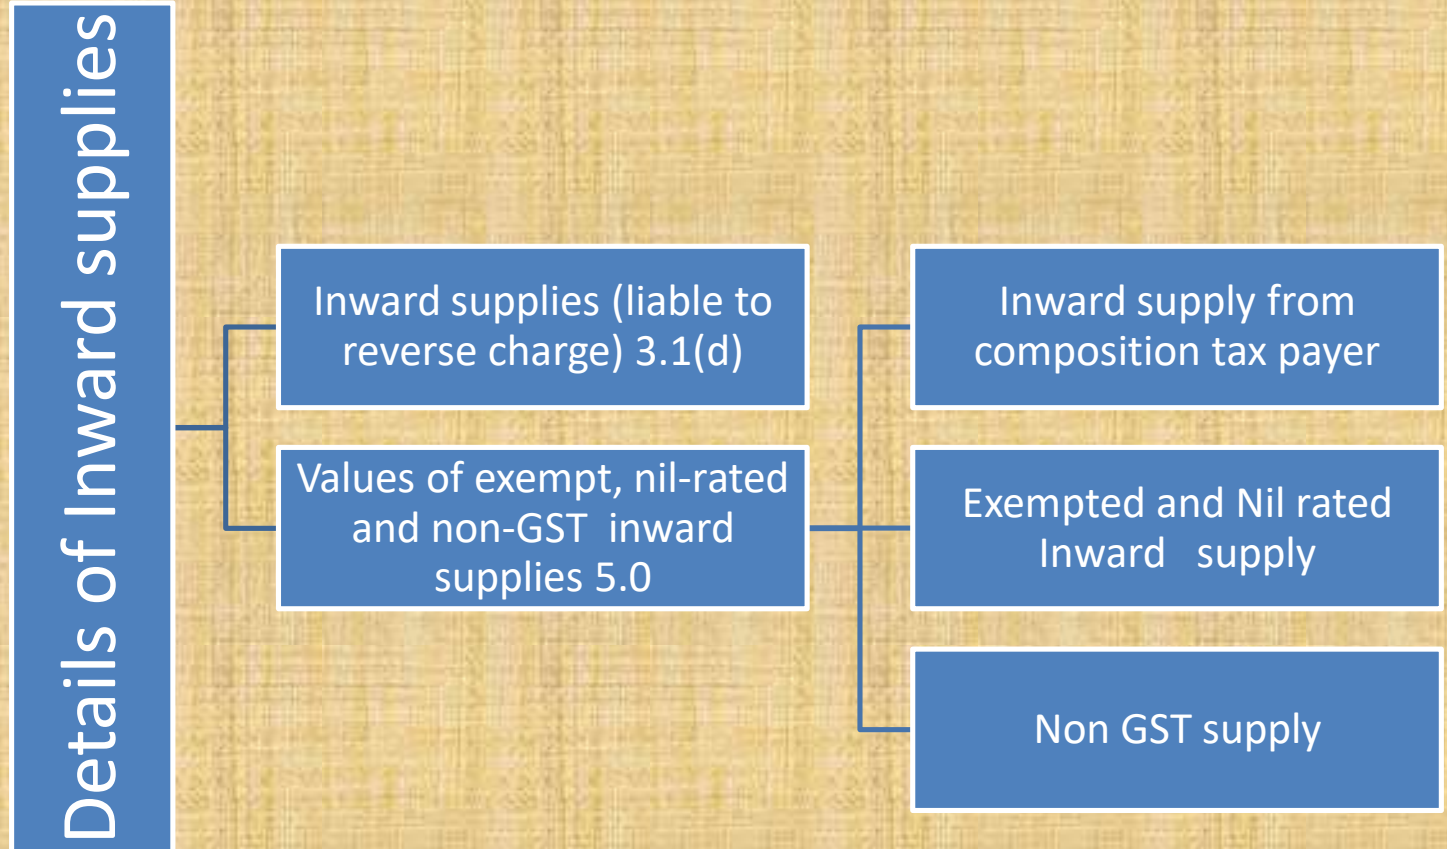 Details of Inward supplies
Inward supplies (liable to
reverse charge) 3.1(d)
Values of exempt, nil-rated
and non-GST inward
supplies 5.0
Inward supply from
composition tax payer
Exempted and Nil rated
Inward supply
Non GST supply